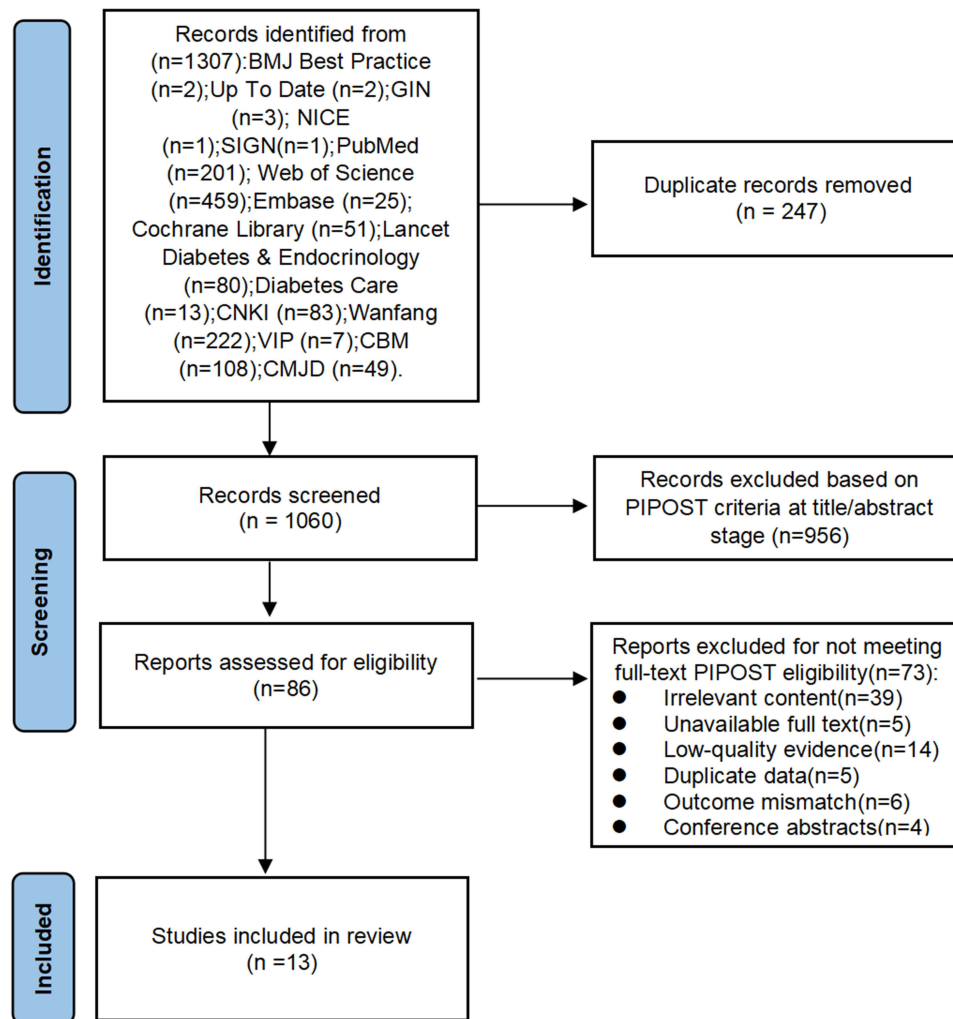 Identification
Records identified from
(n=1307):BMJ Best Practice
(n=2);Up To Date (n=2);GIN
(n=3); NICE
(n=1);SIGN(n=1);PubMed
(n=201); Web of Science
(n=459);Embase (n=25);
Cochrane Library (n=51);Lancet
Diabetes & Endocrinology
(n=80);Diabetes Care
(n=13);CNKI (n=83);Wanfang
(n=222);VIP (n=7);CBM
(n=108);CMJD (n=49).
Duplicate records removed
(n = 247)
Screening
Records screened
(n = 1060)
Records excluded based on
PIPOST criteria at title/abstract
stage (n=956)
Reports assessed for eligibility
(n=86)
Reports excluded for not meeting
full-text PIPOST eligibility(n=73):
● Irrelevant content(n=39)
● Unavailable full text(n=5)
● Low-quality evidence(n=14)
● Duplicate data(n=5)
● Outcome mismatch(n=6)
● Conference abstracts(n=4)
Included
Studies included in review
(n =13)